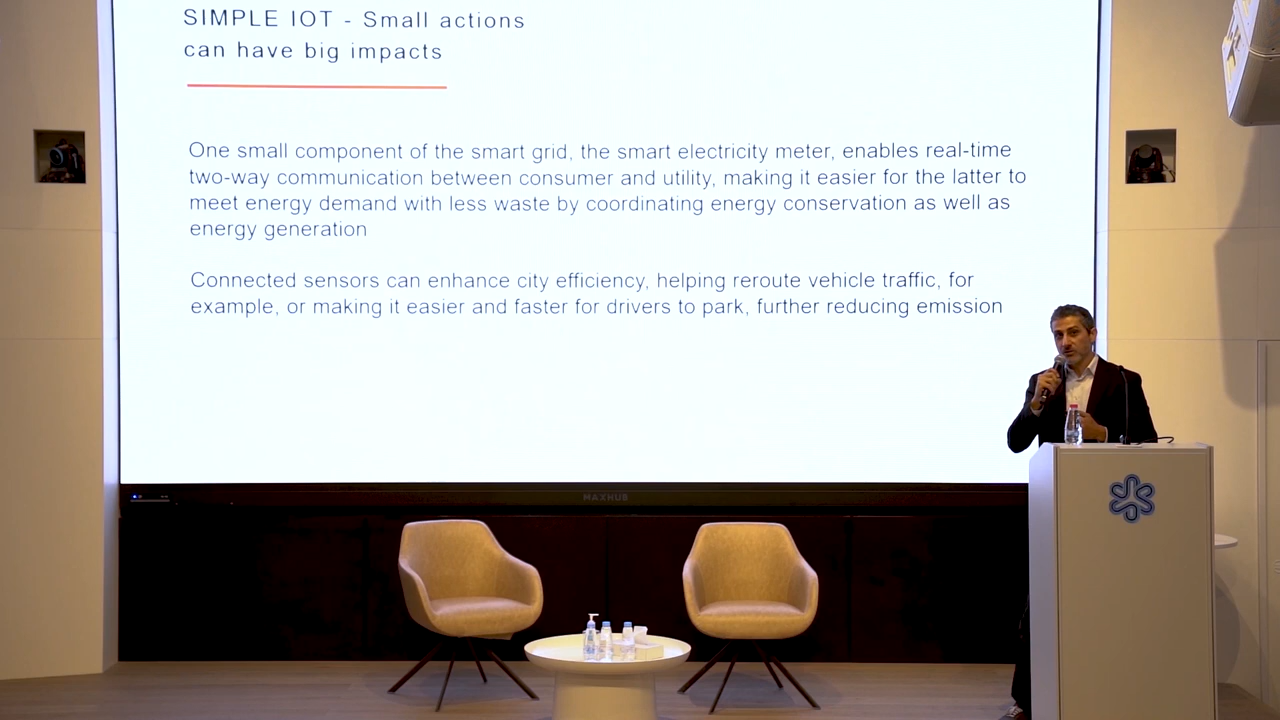 SIMPLE IOT - Small actions
can have big impacts
One small component of the smart grid, the smart electricity meter, enables real-time
two-way communication between consumer and utility, making it easier for the latter to
meet energy demand with less waste by coordinating energy conservation as well as
energy generation
Connected sensors can enhance city efficiency, helping reroute vehicle traffic, for
example, or making it easier and faster for drivers to park, further reducing emission
MAXHUB